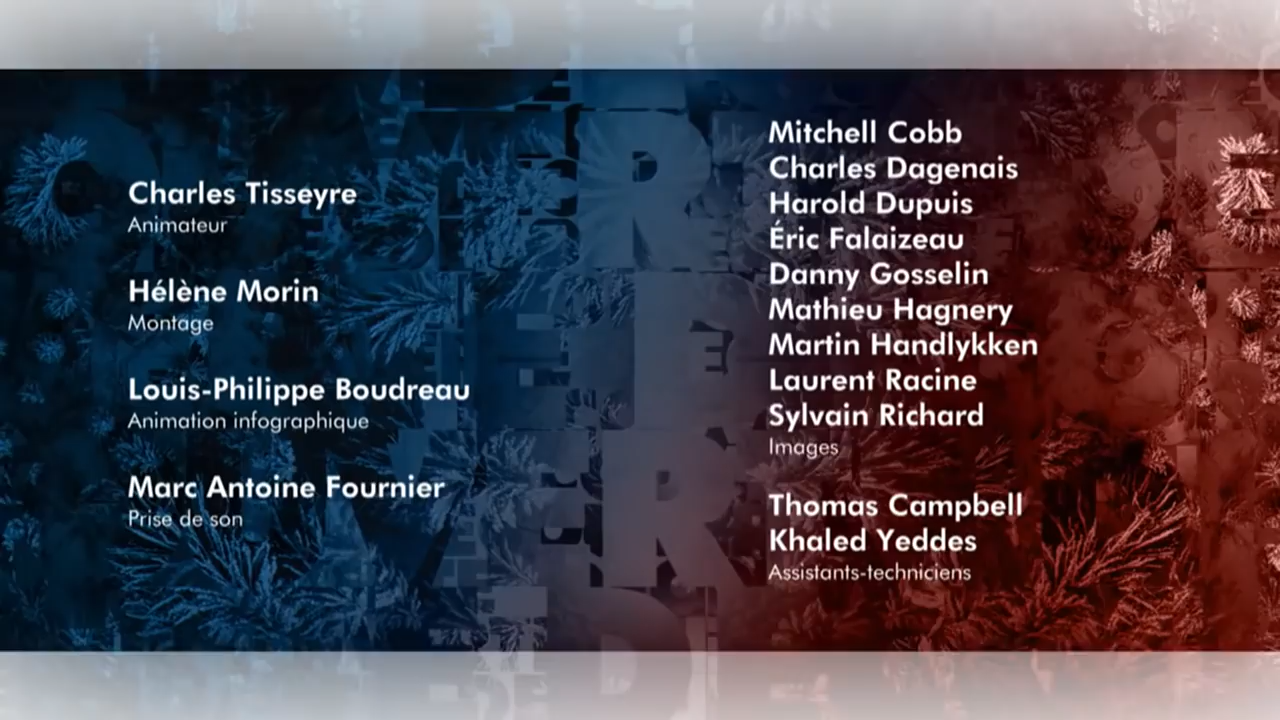 Charles Tisseyre
Animateur
Hélène Morin
Montage
Louis-Philippe Boudreau
Animation infographique
Marc Antoine Fournier
Prise de son
Mitchell Cobb
Charles Dagenais
Harold Dupuis
Éric Falaizeau
Danny Gosselin
Mathieu Hagnery
Martin Handlykken
Laurent Racine
Sylvain Richard
Images
Thomas Campbell
Khaled Yeddes
Assistants-techniciens